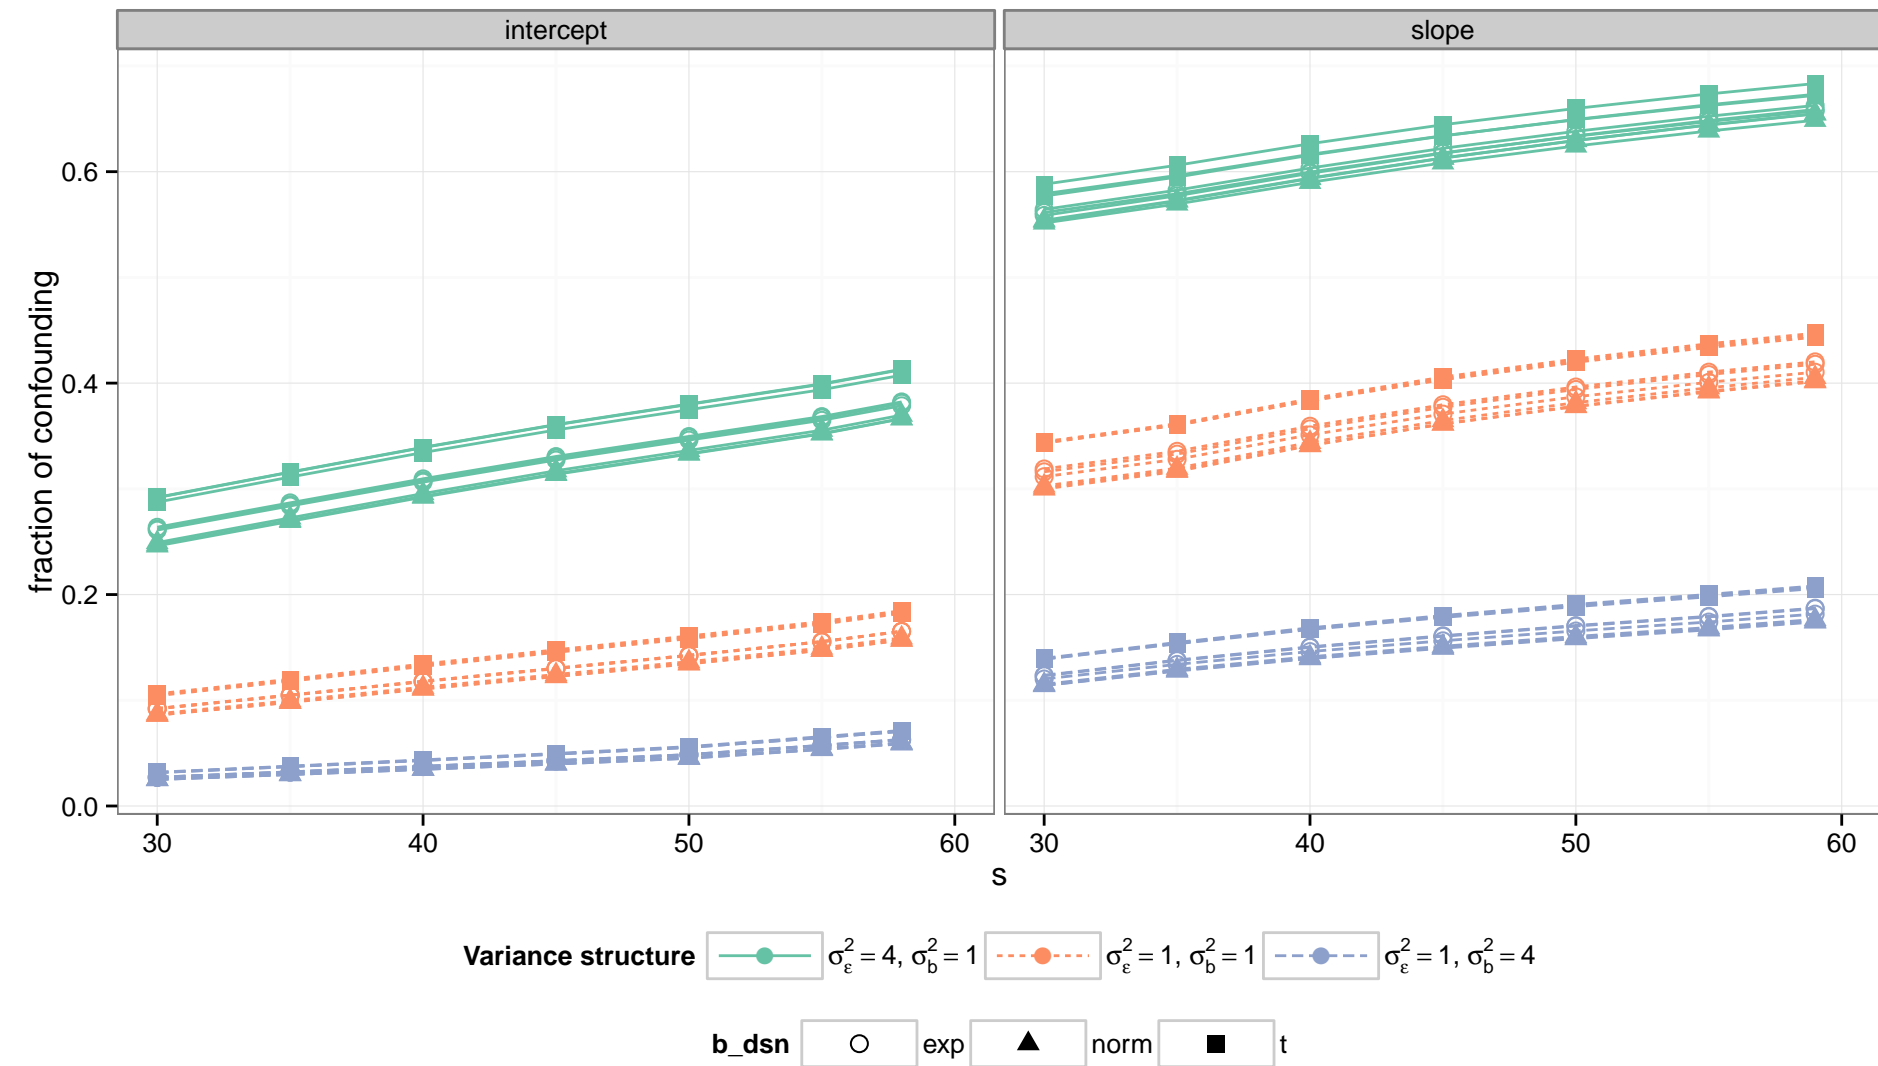 intercept slope
fraction of confounding
0.6
0.4
0.2
0.0
30 40 50 60 30 40 50 60
s
Variance structure σ²ε = 4, σ²b = 1 σ²ε = 1, σ²b = 1 σ²ε = 1, σ²b = 4
b_dsn exp norm t